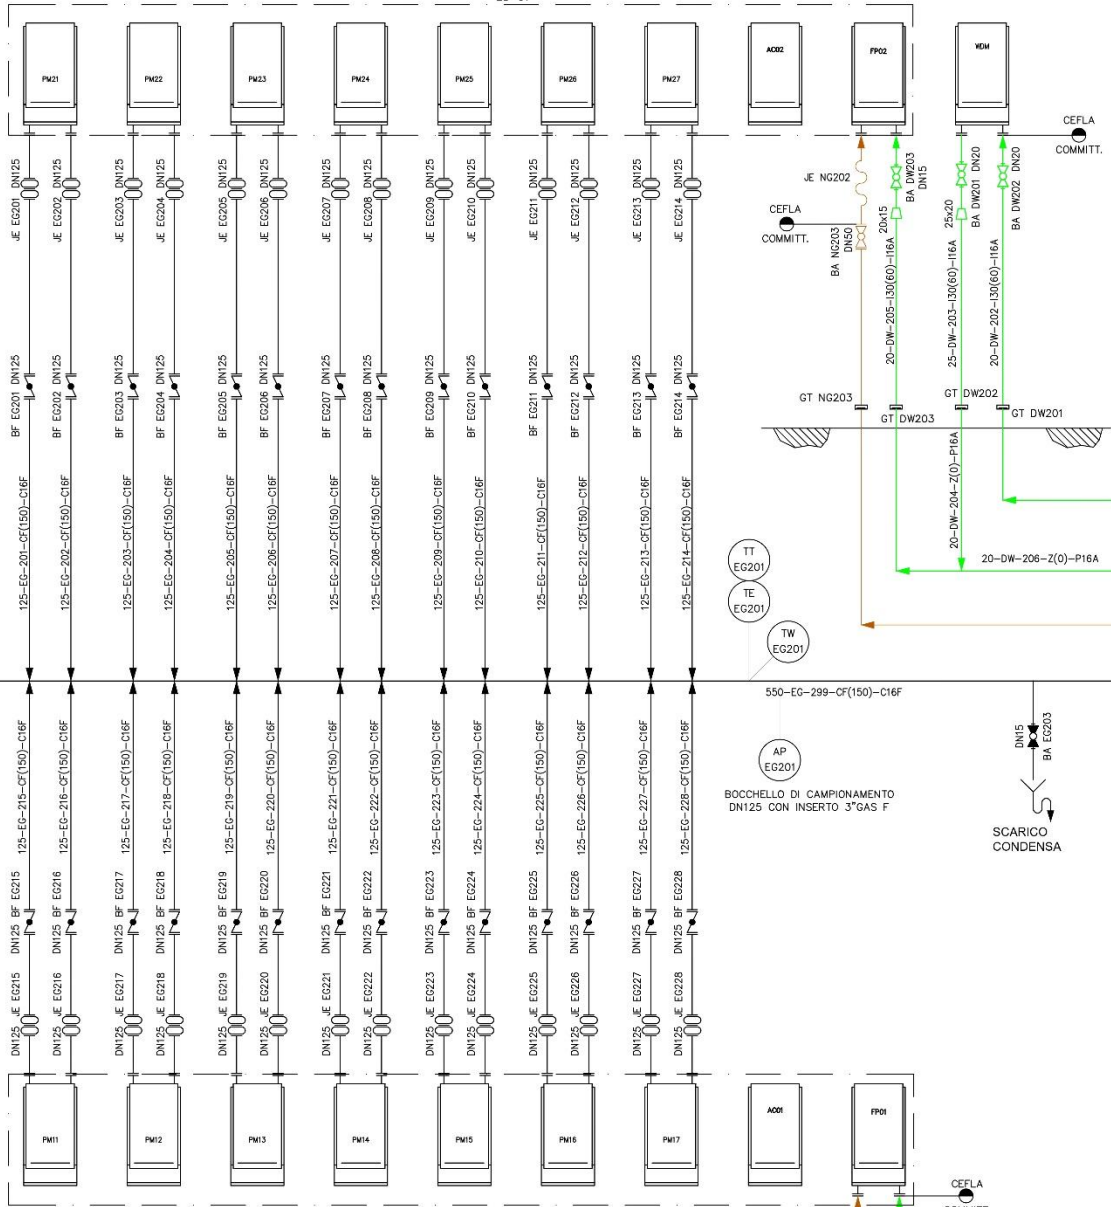 PM21
PM22
PM23
PM24
PM25
PM26
PM27
AC02
FP02
WDM
CEFLA
COMMITT.
JE EG201 DN125
JE EG202 DN125
JE EG203 DN125
JE EG204 DN125
JE EG205 DN125
JE EG206 DN125
JE EG207 DN125
JE EG208 DN125
JE EG209 DN125
JE EG210 DN125
JE EG211 DN125
JE EG212 DN125
JE EG213 DN125
JE EG214 DN125
JE NG202
BA DW203
DN15
BA DW201 DN20
BA DW202 DN20
CEFLA
COMMITT.
20x15
25x20
BA NG203
DN50
20-DW-205-I30(60)-I16A
25-DW-203-I30(60)-I16A
20-DW-202-I30(60)-I16A
BF EG201 DN125
BF EG202 DN125
BF EG203 DN125
BF EG204 DN125
BF EG205 DN125
BF EG206 DN125
BF EG207 DN125
BF EG208 DN125
BF EG209 DN125
BF EG210 DN125
BF EG211 DN125
BF EG212 DN125
BF EG213 DN125
BF EG214 DN125
GT NG203
GT DW203
GT DW202
GT DW201
125-EG-201-CF(150)-C16F
125-EG-202-CF(150)-C16F
125-EG-203-CF(150)-C16F
125-EG-204-CF(150)-C16F
125-EG-205-CF(150)-C16F
125-EG-206-CF(150)-C16F
125-EG-207-CF(150)-C16F
125-EG-208-CF(150)-C16F
125-EG-209-CF(150)-C16F
125-EG-210-CF(150)-C16F
125-EG-211-CF(150)-C16F
125-EG-212-CF(150)-C16F
125-EG-213-CF(150)-C16F
125-EG-214-CF(150)-C16F
20-DW-204-Z(0)-P16A
20-DW-206-Z(0)-P16A
TT
EG201
TE
EG201
TW
EG201
550-EG-299-CF(150)-C16F
AP
EG201
BOCCHELLO DI CAMPIONAMENTO
DN125 CON INSERTO 3"GAS F
DN15
BA EG203
SCARICO
CONDENSA
125-EG-215-CF(150)-C16F
125-EG-216-CF(150)-C16F
125-EG-217-CF(150)-C16F
125-EG-218-CF(150)-C16F
125-EG-219-CF(150)-C16F
125-EG-220-CF(150)-C16F
125-EG-221-CF(150)-C16F
125-EG-222-CF(150)-C16F
125-EG-223-CF(150)-C16F
125-EG-224-CF(150)-C16F
125-EG-225-CF(150)-C16F
125-EG-226-CF(150)-C16F
125-EG-227-CF(150)-C16F
125-EG-228-CF(150)-C16F
DN125 BF EG215
DN125 BF EG216
DN125 BF EG217
DN125 BF EG218
DN125 BF EG219
DN125 BF EG220
DN125 BF EG221
DN125 BF EG222
DN125 BF EG223
DN125 BF EG224
DN125 BF EG225
DN125 BF EG226
DN125 BF EG227
DN125 BF EG228
DN125 JE EG215
DN125 JE EG216
DN125 JE EG217
DN125 JE EG218
DN125 JE EG219
DN125 JE EG220
DN125 JE EG221
DN125 JE EG222
DN125 JE EG223
DN125 JE EG224
DN125 JE EG225
DN125 JE EG226
DN125 JE EG227
DN125 JE EG228
PM11
PM12
PM13
PM14
PM15
PM16
PM17
AC01
FP01
CEFLA